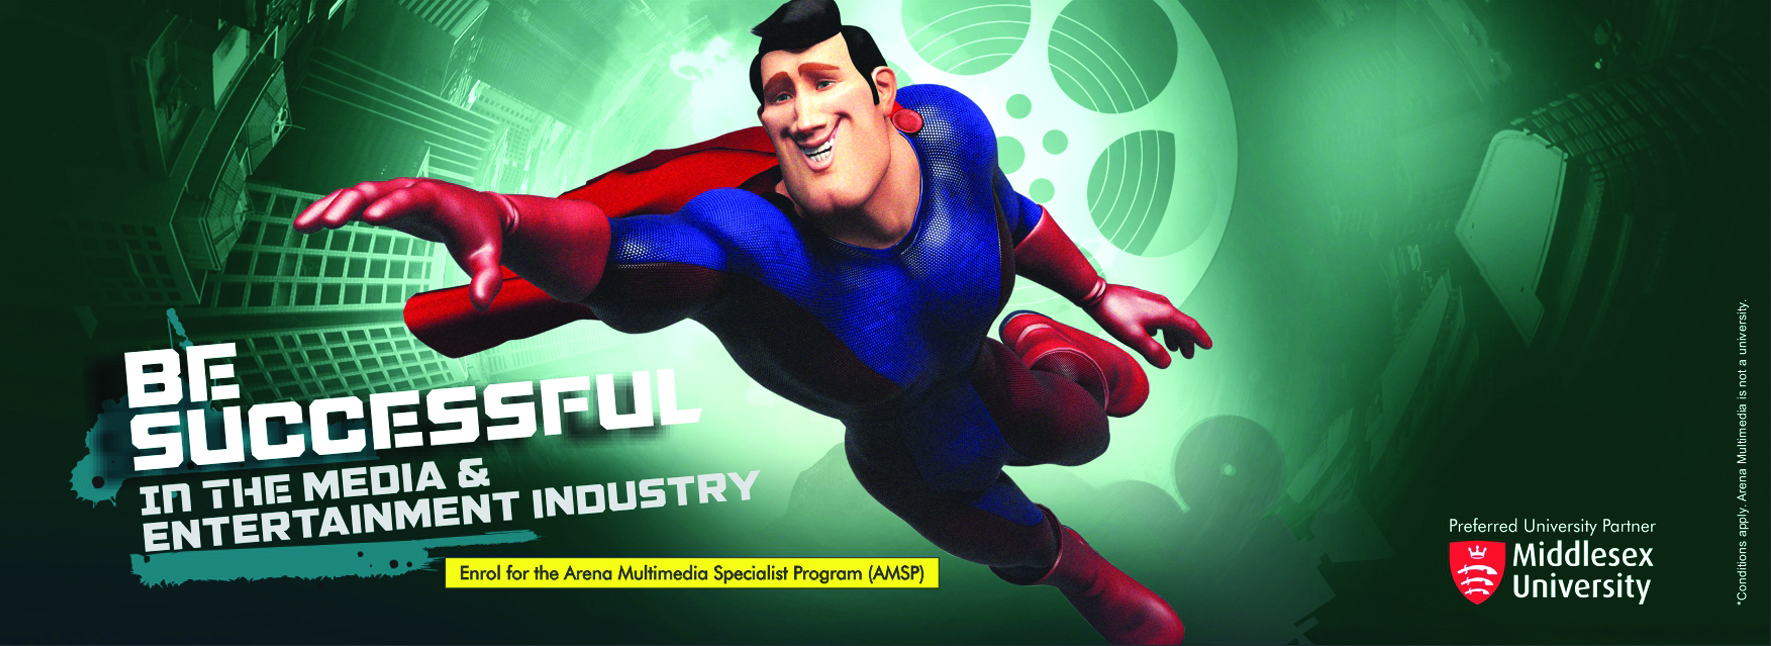 BE
SUCCESSFUL
IN THE MEDIA &
ENTERTAINMENT INDUSTRY
Enrol for the Arena Multimedia Specialist Program (AMSP)
Preferred University Partner
Middlesex
University
*Conditions apply. Arena Multimedia is not a university.